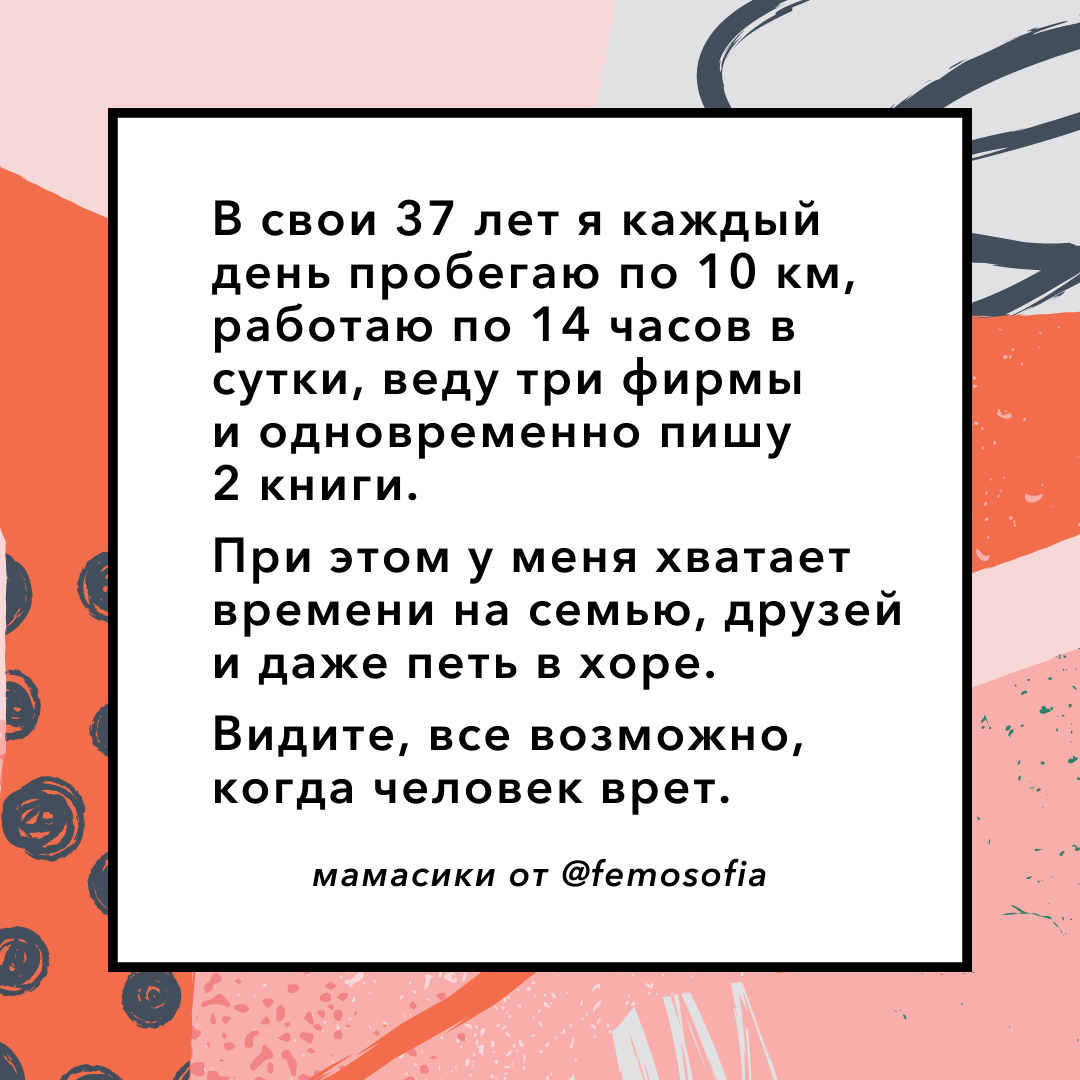 В свои 37 лет я каждый
день пробегаю по 10 км,
работаю по 14 часов в
сутки, веду три фирмы
и одновременно пишу
2 книги.
При этом у меня хватает
времени на семью, друзей
и даже петь в хоре.
Видите, все возможно,
когда человек врет.
мамасики от @femosofia